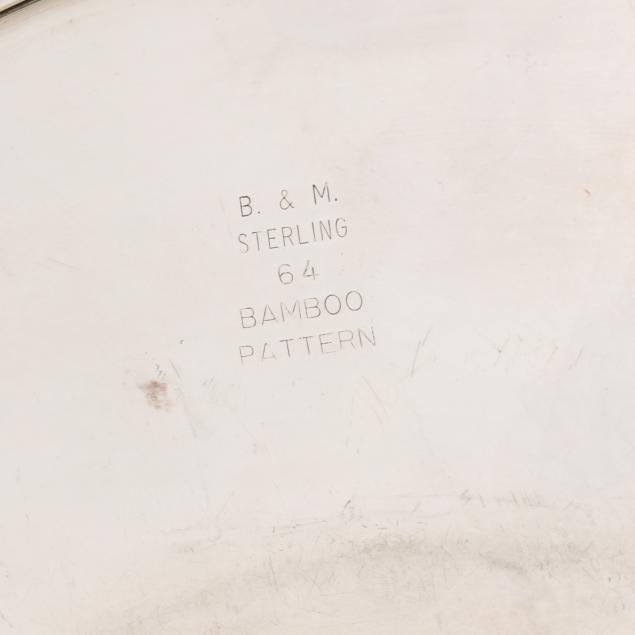 B. & M.
STERLING
64
BAMBOO
PATTERN